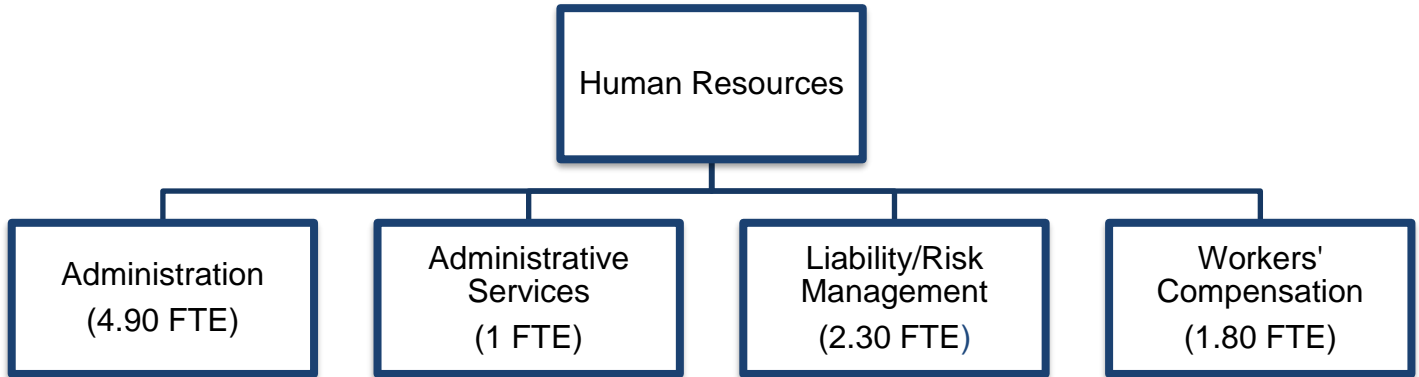 Human Resources
Administration
(4.90 FTE)
Administrative
Services
(1 FTE)
Liability/Risk
Management
(2.30 FTE)
Workers'
Compensation
(1.80 FTE)